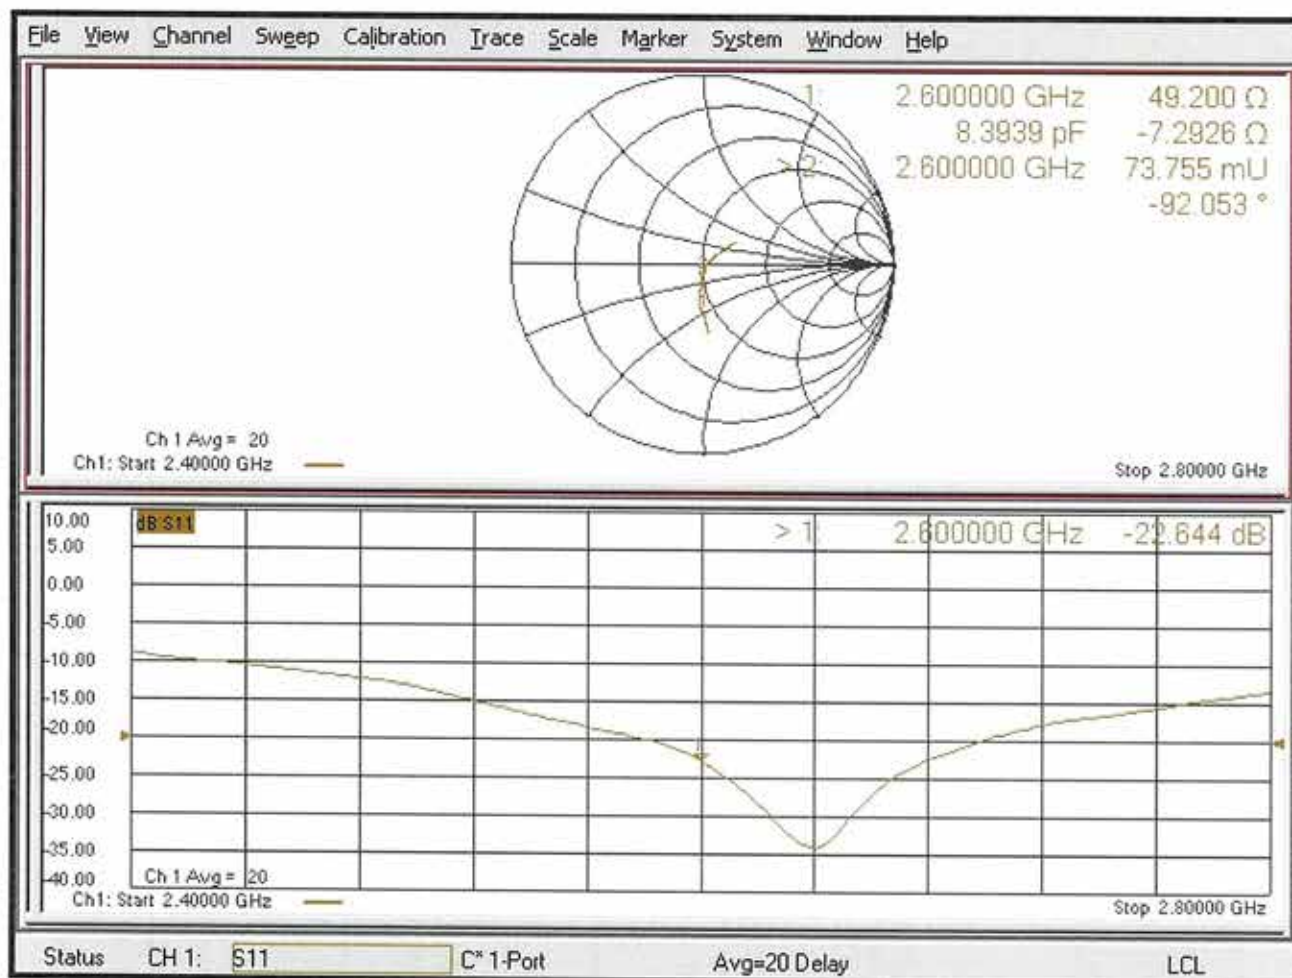 File View Channel Sweep Calibration Trace Scale Marker System Window Help
1: 2.600000 GHz 49.200 Ω
8.3939 pF -7.2926 Ω
> 2: 2.600000 GHz 73.755 mU
-92.053 °
Ch 1 Avg = 20
Ch1: Start 2.40000 GHz
Stop 2.80000 GHz
10.00
dB S11
> 1: 2.600000 GHz -22.644 dB
5.00
0.00
-5.00
-10.00
-15.00
-20.00
-25.00
-30.00
-35.00
-40.00
Ch 1 Avg = 20
Ch1: Start 2.40000 GHz
Stop 2.80000 GHz
Status CH 1: S11 C* 1-Port Avg=20 Delay LCL